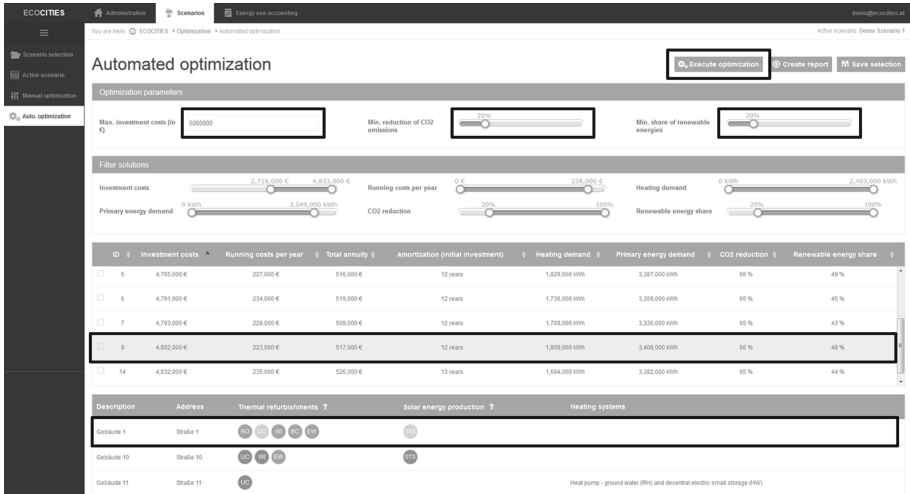 ECOCITIES Administration Scenarios Energy use accounting demo@ecocities.at
You are here: ECOCITIES Optimization Automated optimization Active scenario: Demo Szenario 1
Scenario selection
Active scenario
Manual optimization
Auto. optimization
Automated optimization
Execute optimization Create report Save selection
Optimization parameters
Max. investment costs (in €) 5000000
Min. reduction of CO2 emissions 20%
Min. share of renewable energies 20%
Filter solutions
Investment costs 2,716,000 € 4,833,000 €
Running costs per year 0 € 238,000 €
Heating demand 0 kWh 2,403,000 kWh
Primary energy demand 0 kWh 3,549,000 kWh
CO2 reduction 20% 100%
Renewable energy share 20% 100%
ID Investment costs Running costs per year Total annuity Amortization (initial investment) Heating demand Primary energy demand CO2 reduction Renewable energy share
5 4,765,000 € 227,000 € 516,000 € 12 years 1,829,000 kWh 3,387,000 kWh 66 % 49 %
6 4,791,000 € 234,000 € 519,000 € 12 years 1,736,000 kWh 3,359,000 kWh 65 % 45 %
7 4,793,000 € 228,000 € 509,000 € 12 years 1,709,000 kWh 3,336,000 kWh 65 % 43 %
9 4,802,000 € 223,000 € 517,000 € 12 years 1,809,000 kWh 3,408,000 kWh 66 % 48 %
14 4,832,000 € 235,000 € 526,000 € 13 years 1,694,000 kWh 3,382,000 kWh 65 % 44 %
Description Address Thermal refurbishments ? Solar energy production ? Heating systems
Gebäude 1 Straße 1 RO UC WI BC EW STS
Gebäude 10 Straße 10 UC WI EW STS
Gebäude 11 Straße 11 UC Heat pump - ground water (RH) and decentral electric small storage (HW)